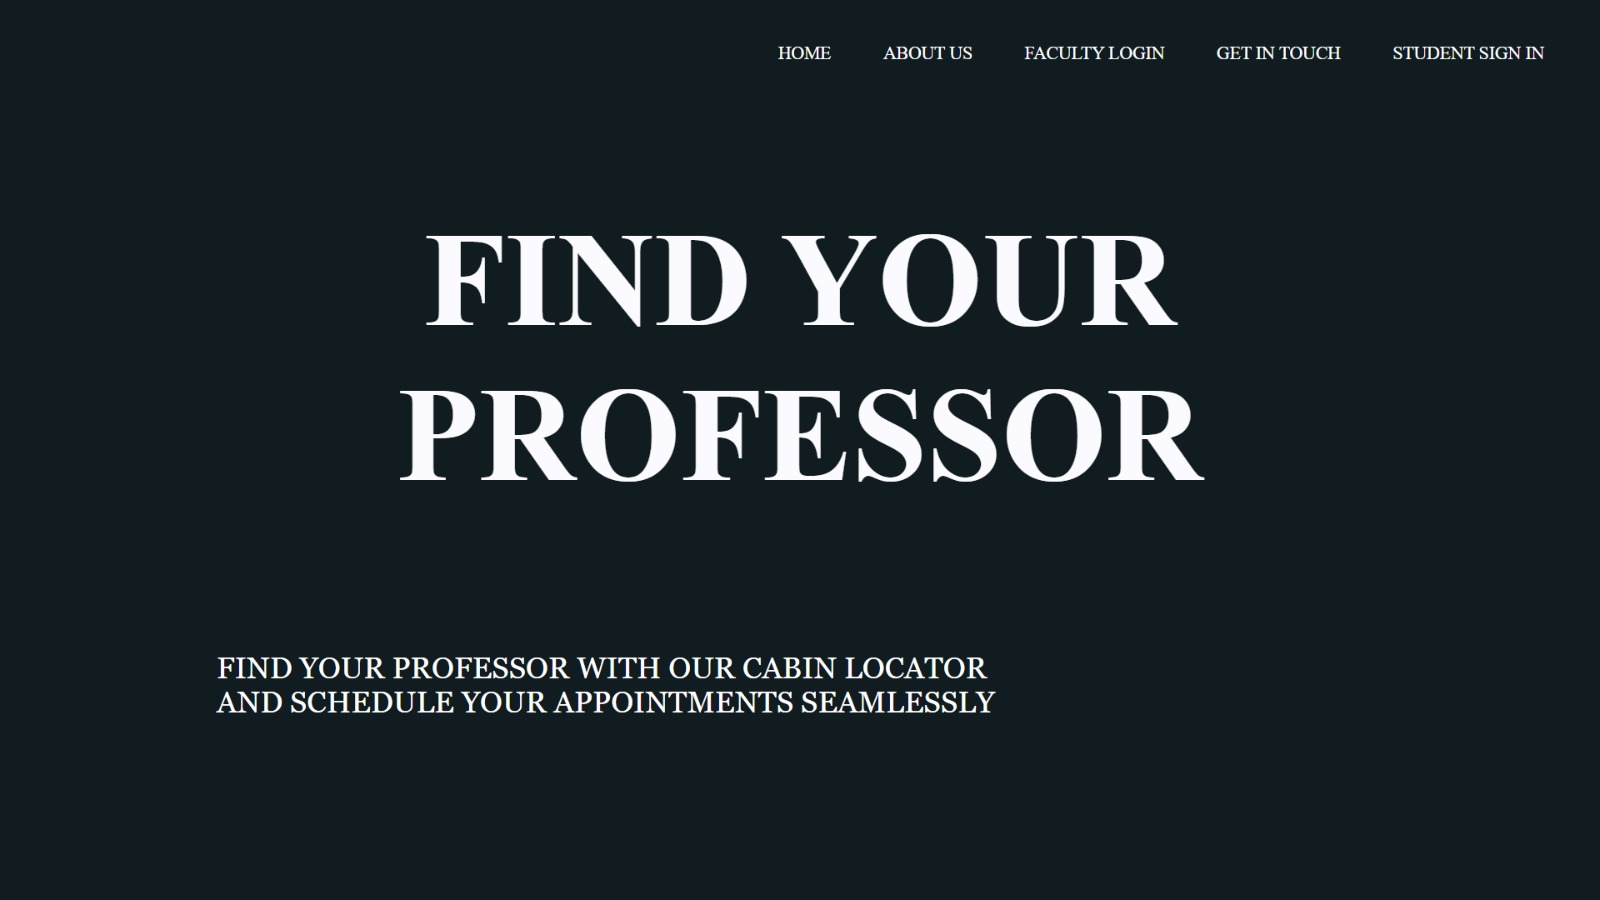 HOME ABOUT US FACULTY LOGIN GET IN TOUCH STUDENT SIGN IN
FIND YOUR
PROFESSOR
FIND YOUR PROFESSOR WITH OUR CABIN LOCATOR
AND SCHEDULE YOUR APPOINTMENTS SEAMLESSLY